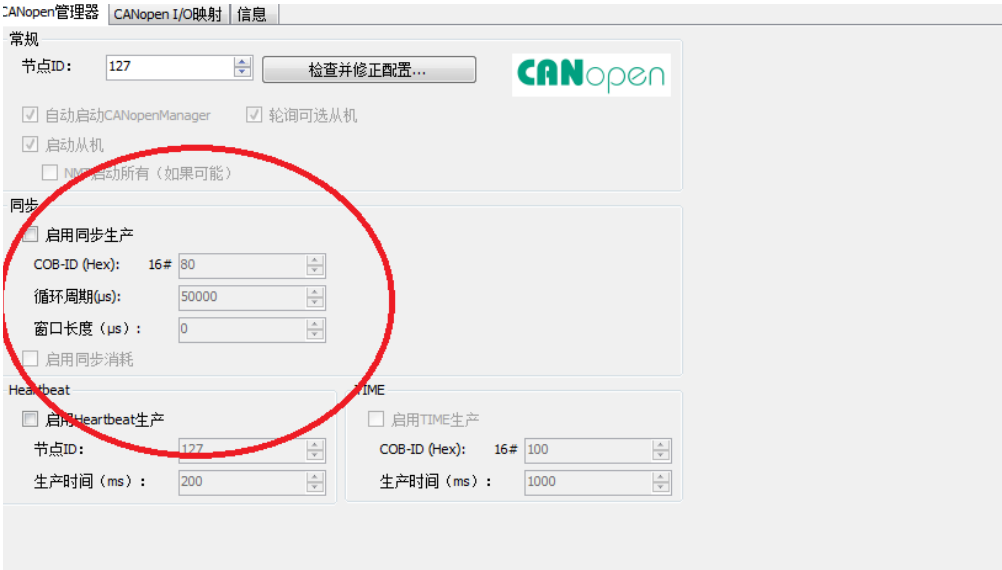 CANopen管理器 CANopen I/O映射 信息
常规
节点ID: 127 检查并修正配置... CANopen
自动启动CANopenManager 轮询可选从机
启动从机
NMT启动所有（如果可能）
同步
启用同步生产
COB-ID (Hex): 16# 80
循环周期(µs): 50000
窗口长度（µs）: 0
启用同步消耗
Heartbeat TIME
启用Heartbeat生产 启用TIME生产
节点ID: 127 COB-ID (Hex): 16# 100
生产时间（ms）: 200 生产时间（ms）: 1000